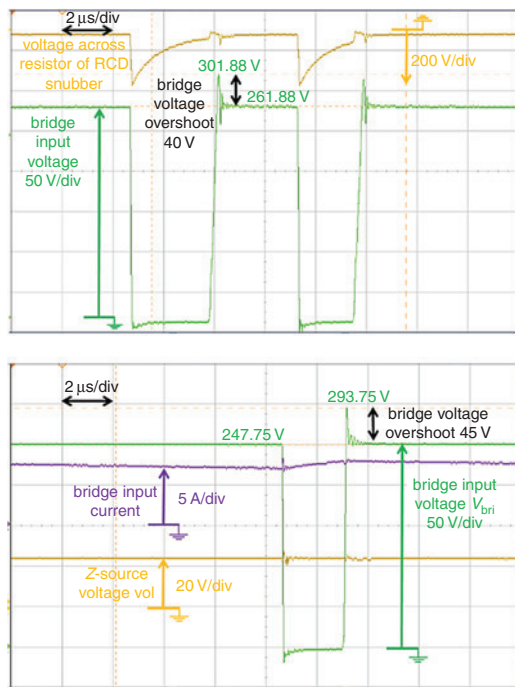 2 μs/div
voltage across
resistor of RCD
snubber
301.88 V
200 V/div
bridge
voltage
overshoot
40 V
261.88 V
bridge
input
voltage
50 V/div
2 μs/div
293.75 V
247.75 V
bridge voltage
overshoot 45 V
bridge input
current
5 A/div
bridge input
voltage Vbri
50 V/div
Z-source
voltage vol
20 V/div